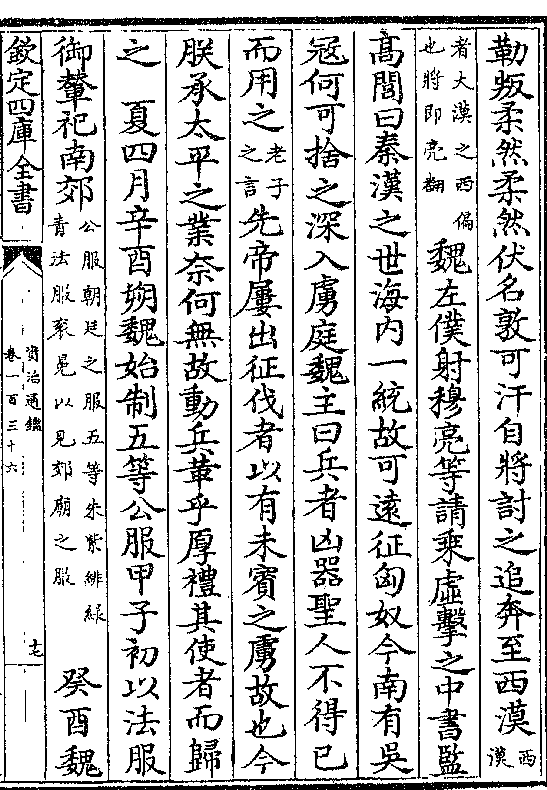 勒叛柔然柔然伏名敦可汗自將討之追奔至西漠西漠
者大漠之西偏也將即亮翻魏左僕射穆亮等請乘虛擊之中書監
高閭曰秦漢之世海內一統故可遠征匈奴今南有吳
冦何可捨之深入虜庭魏主曰兵者凶器聖人不得已
而用之老子之言先帝屢出征伐者以有未賓之虜故也今
朕承太平之業奈何無故動兵革乎厚禮其使者而歸
之 夏四月辛酉朔魏始制五等公服甲子初以法服
御輦祀南郊公服朝廷之服五等朱紫緋綠青法服衮冕以見郊廟之服 癸酉魏
欽定四庫全書 資治通鑑卷一百三十六 十七